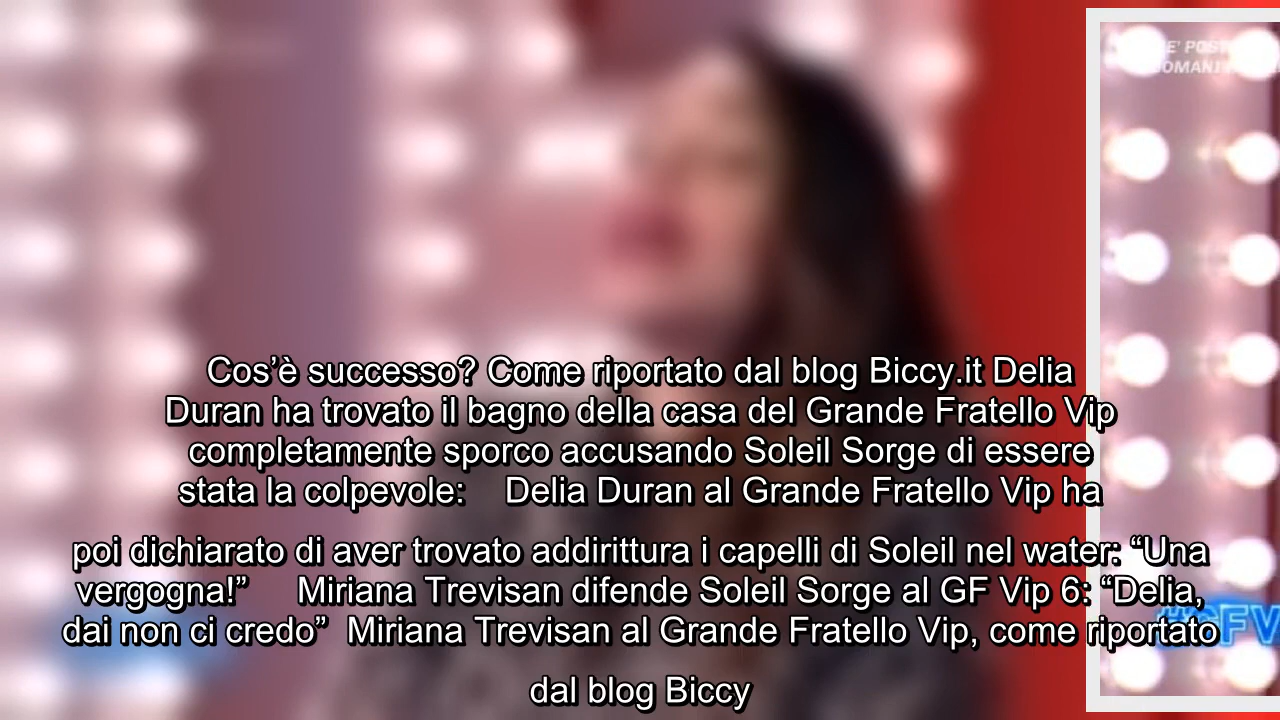 E' POST
OMANI
Cos’è successo? Come riportato dal blog Biccy.it Delia
Duran ha trovato il bagno della casa del Grande Fratello Vip
completamente sporco accusando Soleil Sorge di essere
stata la colpevole: Delia Duran al Grande Fratello Vip ha
poi dichiarato di aver trovato addirittura i capelli di Soleil nel water: “Una
vergogna!” Miriana Trevisan difende Soleil Sorge al GF Vip 6: “Delia,
dai non ci credo” Miriana Trevisan al Grande Fratello Vip, come riportato
#GFV
dal blog Biccy